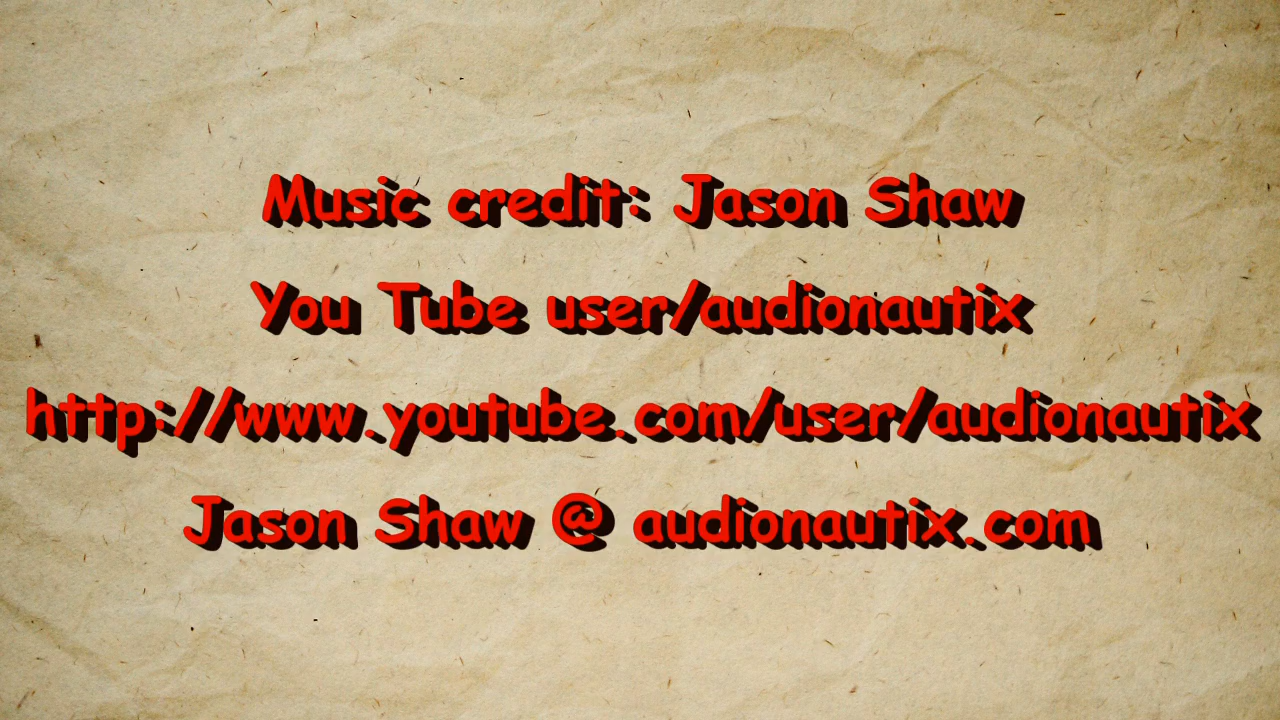 Music credit: Jason Shaw
You Tube user/audionautix
http://www.youtube.com/user/audionautix
Jason Shaw @ audionautix.com